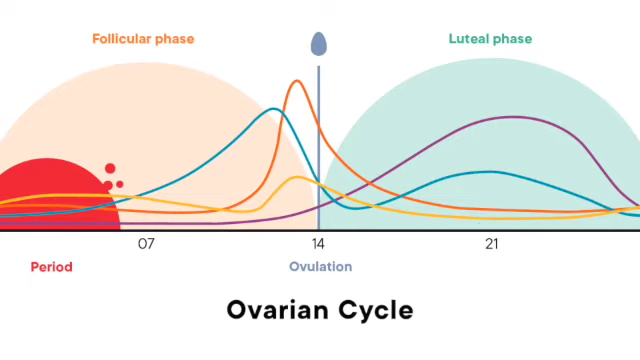 Follicular phase
Luteal phase
07
14
21
Period
Ovulation
Ovarian Cycle